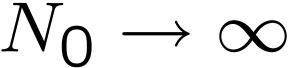 N₀ → ∞